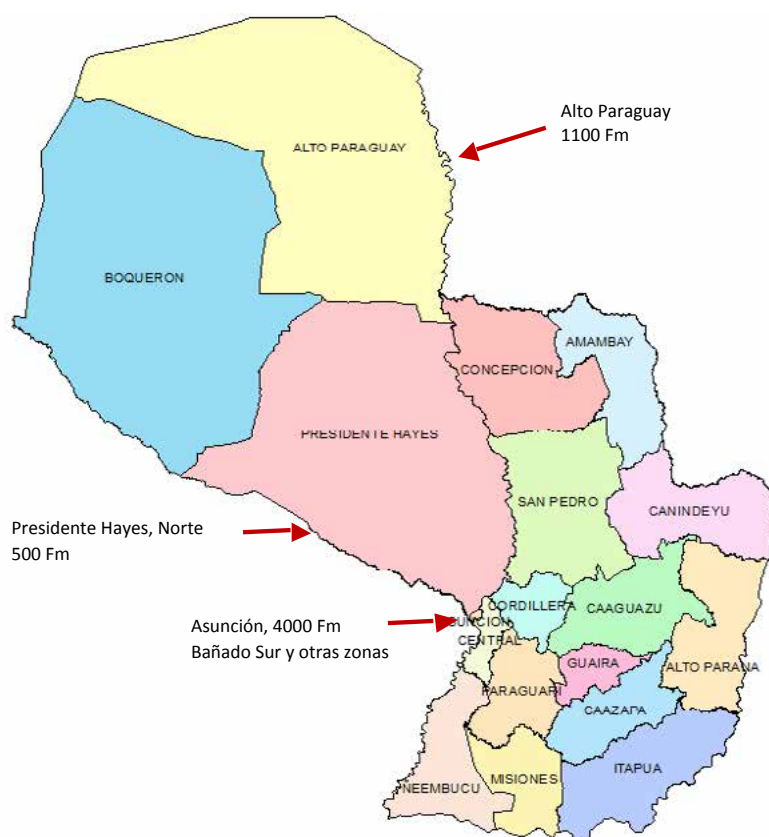 Alto Paraguay
1100 Fm
ALTO PARAGUAY
BOQUERON
AMAMBAY
CONCEPCION
PRESIDENTE HAYES
SAN PEDRO
CANINDEYU
Presidente Hayes, Norte
500 Fm
CORDILLERA
CAAGUAZU
Asunción, 4000 Fm
Bañado Sur y otras zonas
CENTRAL
GUAIRA
ALTO PARANA
PARAGUARI
CAAZAPA
ITAPUA
MISIONES
NEEMBUCU